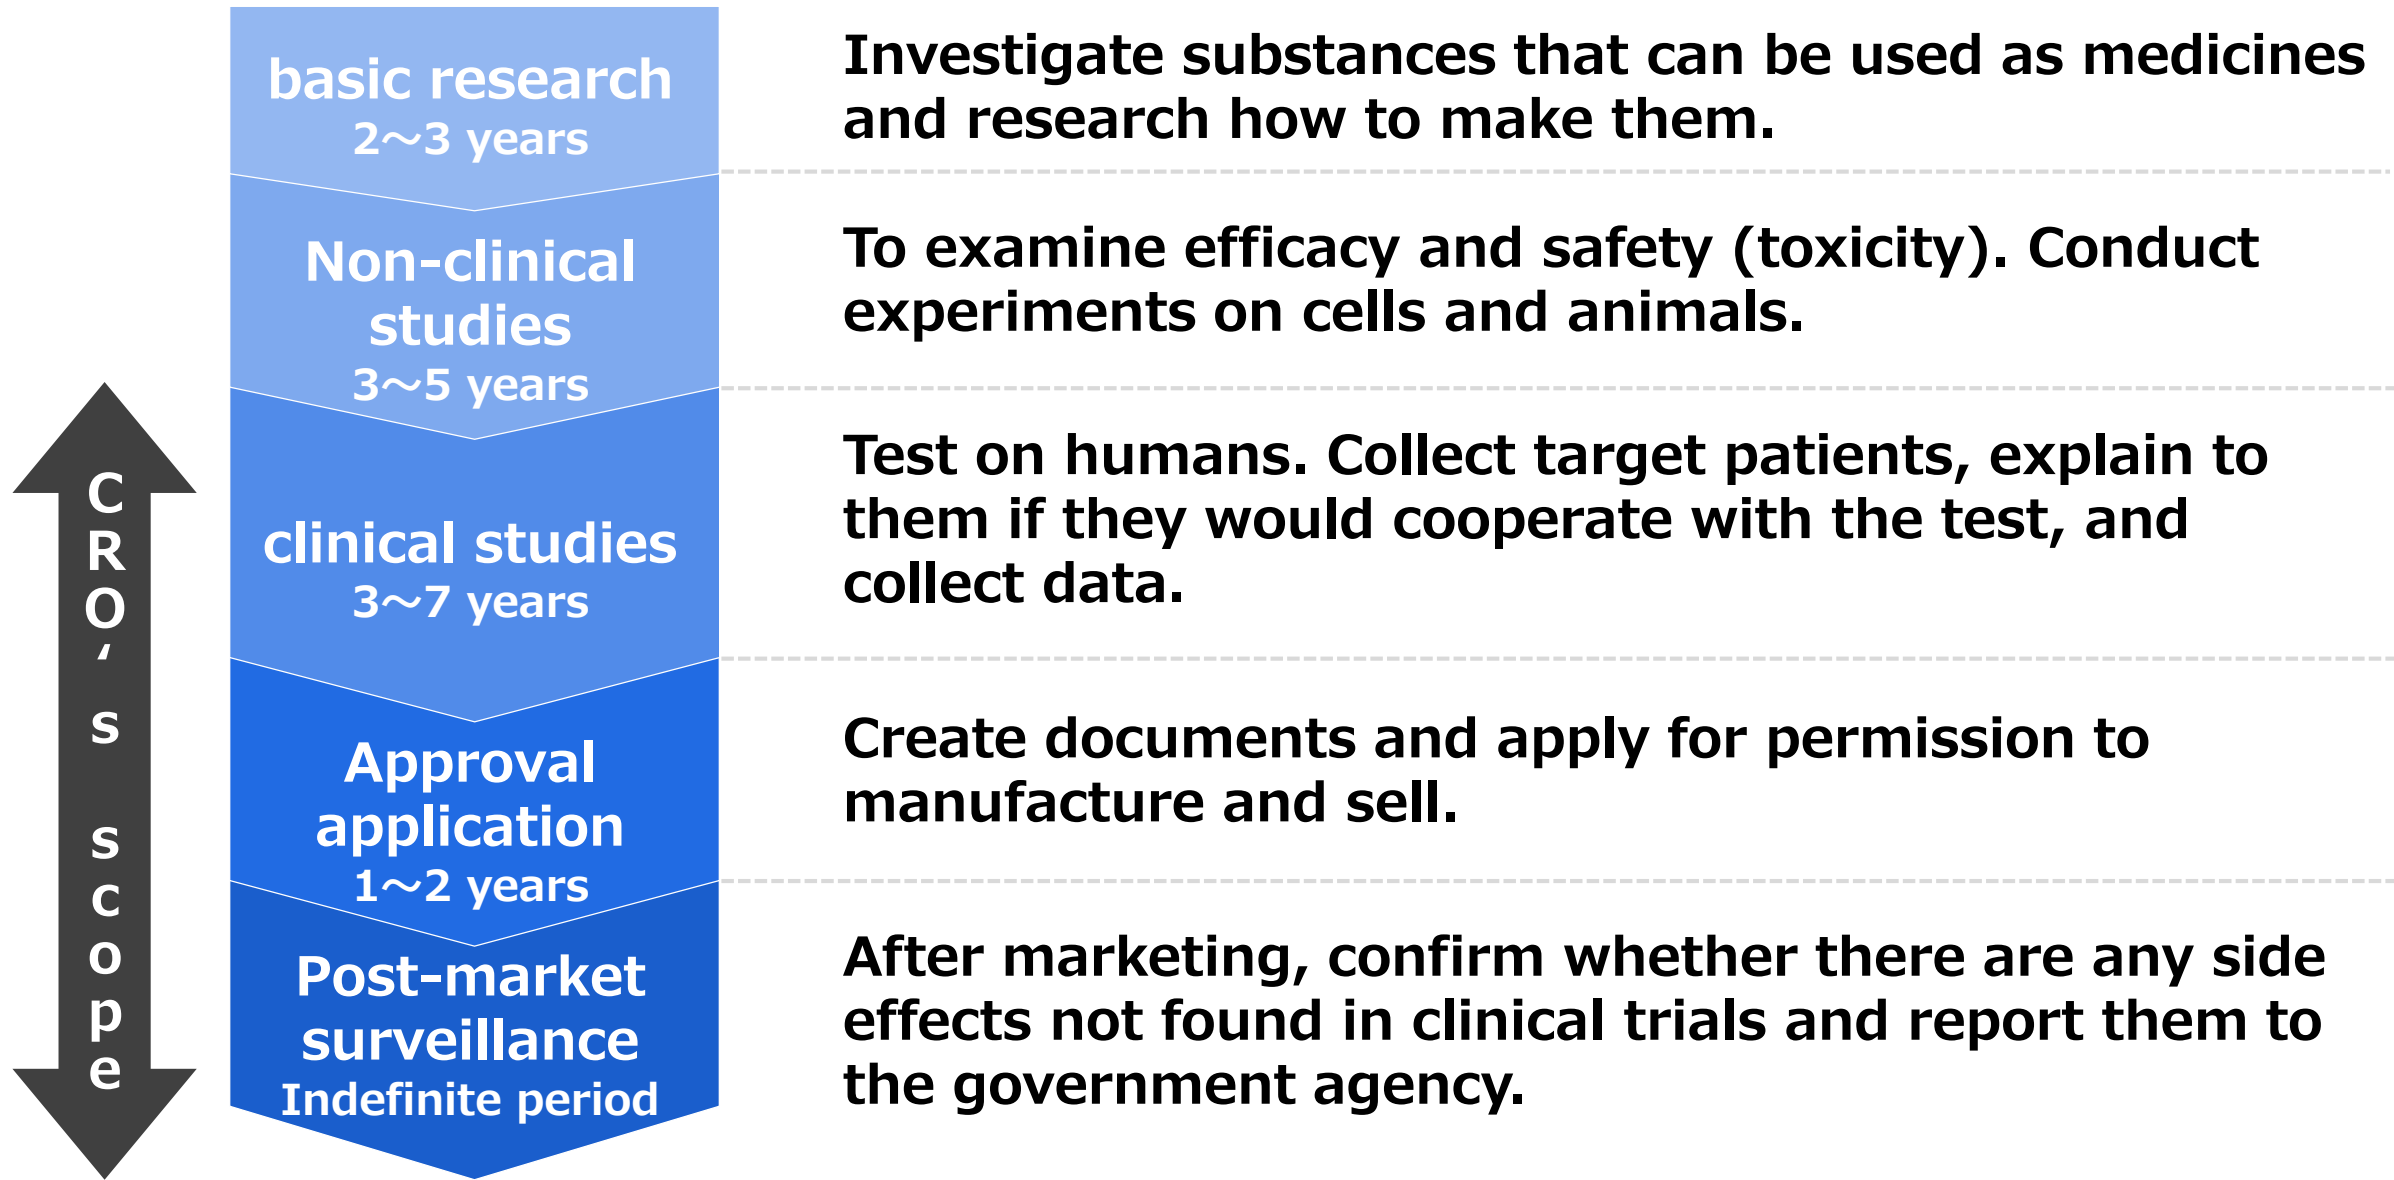 basic research
2～3 years
Investigate substances that can be used as medicines
and research how to make them.
Non-clinical
studies
3～5 years
To examine efficacy and safety (toxicity). Conduct
experiments on cells and animals.
clinical studies
3～7 years
Test on humans. Collect target patients, explain to
them if they would cooperate with the test, and
collect data.
Approval
application
1～2 years
Create documents and apply for permission to
manufacture and sell.
Post-market
surveillance
Indefinite period
After marketing, confirm whether there are any side
effects not found in clinical trials and report them to
the government agency.
CRO‘s scope